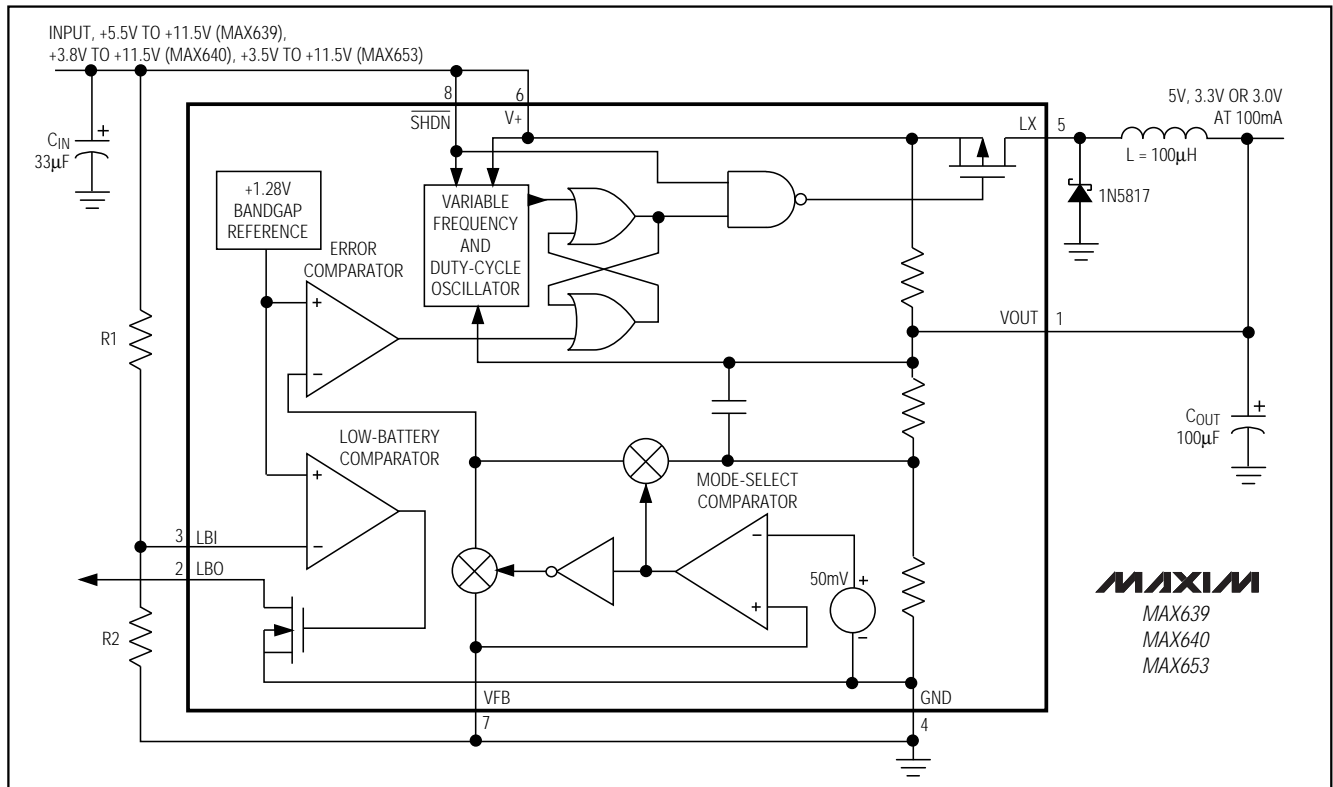 INPUT, +5.5V TO +11.5V (MAX639),
+3.8V TO +11.5V (MAX640), +3.5V TO +11.5V (MAX653)
8
6
SHDN
V+
LX
5
5V, 3.3V OR 3.0V
AT 100mA
CIN
33µF
+
L = 100µH
1N5817
+1.28V
BANDGAP
REFERENCE
VARIABLE
FREQUENCY
AND
DUTY-CYCLE
OSCILLATOR
ERROR
COMPARATOR
+
−
R1
VOUT
1
COUT
100µF
+
LOW-BATTERY
COMPARATOR
+
−
MODE-SELECT
COMPARATOR
−
+
50mV
+
−
3
LBI
2
LBO
R2
MAXIM
MAX639
MAX640
MAX653
VFB
7
GND
4